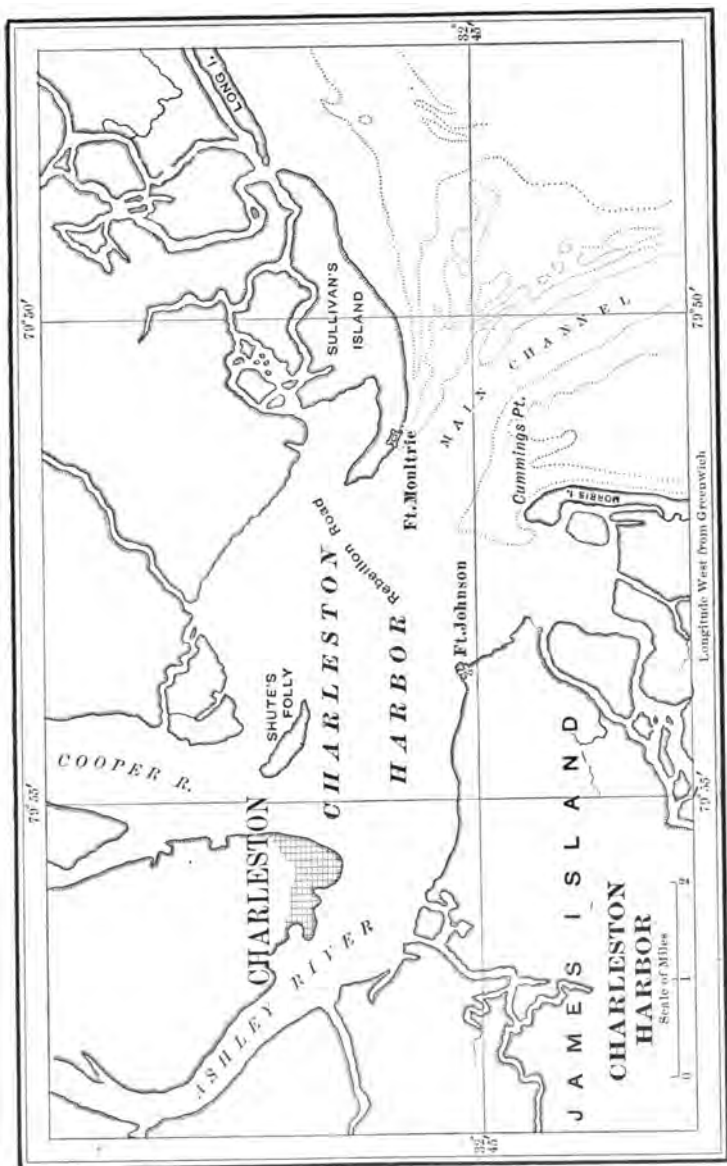 79°55'
79°50'
COOPER R.
LONG I.
CHARLESTON
SHUTE'S
FOLLY
SULLIVAN'S
ISLAND
ASHLEY RIVER
CHARLESTON
HARBOR
Rebellion Road
Ft. Moultrie
32°
45'
32°
45'
Ft. Johnson
MAIN CHANNEL
Cummings Pt.
MORRIS I.
JAMES ISLAND
CHARLESTON
HARBOR
Scale of Miles
0 1 2
79°55'
79°50'
Longitude West from Greenwich